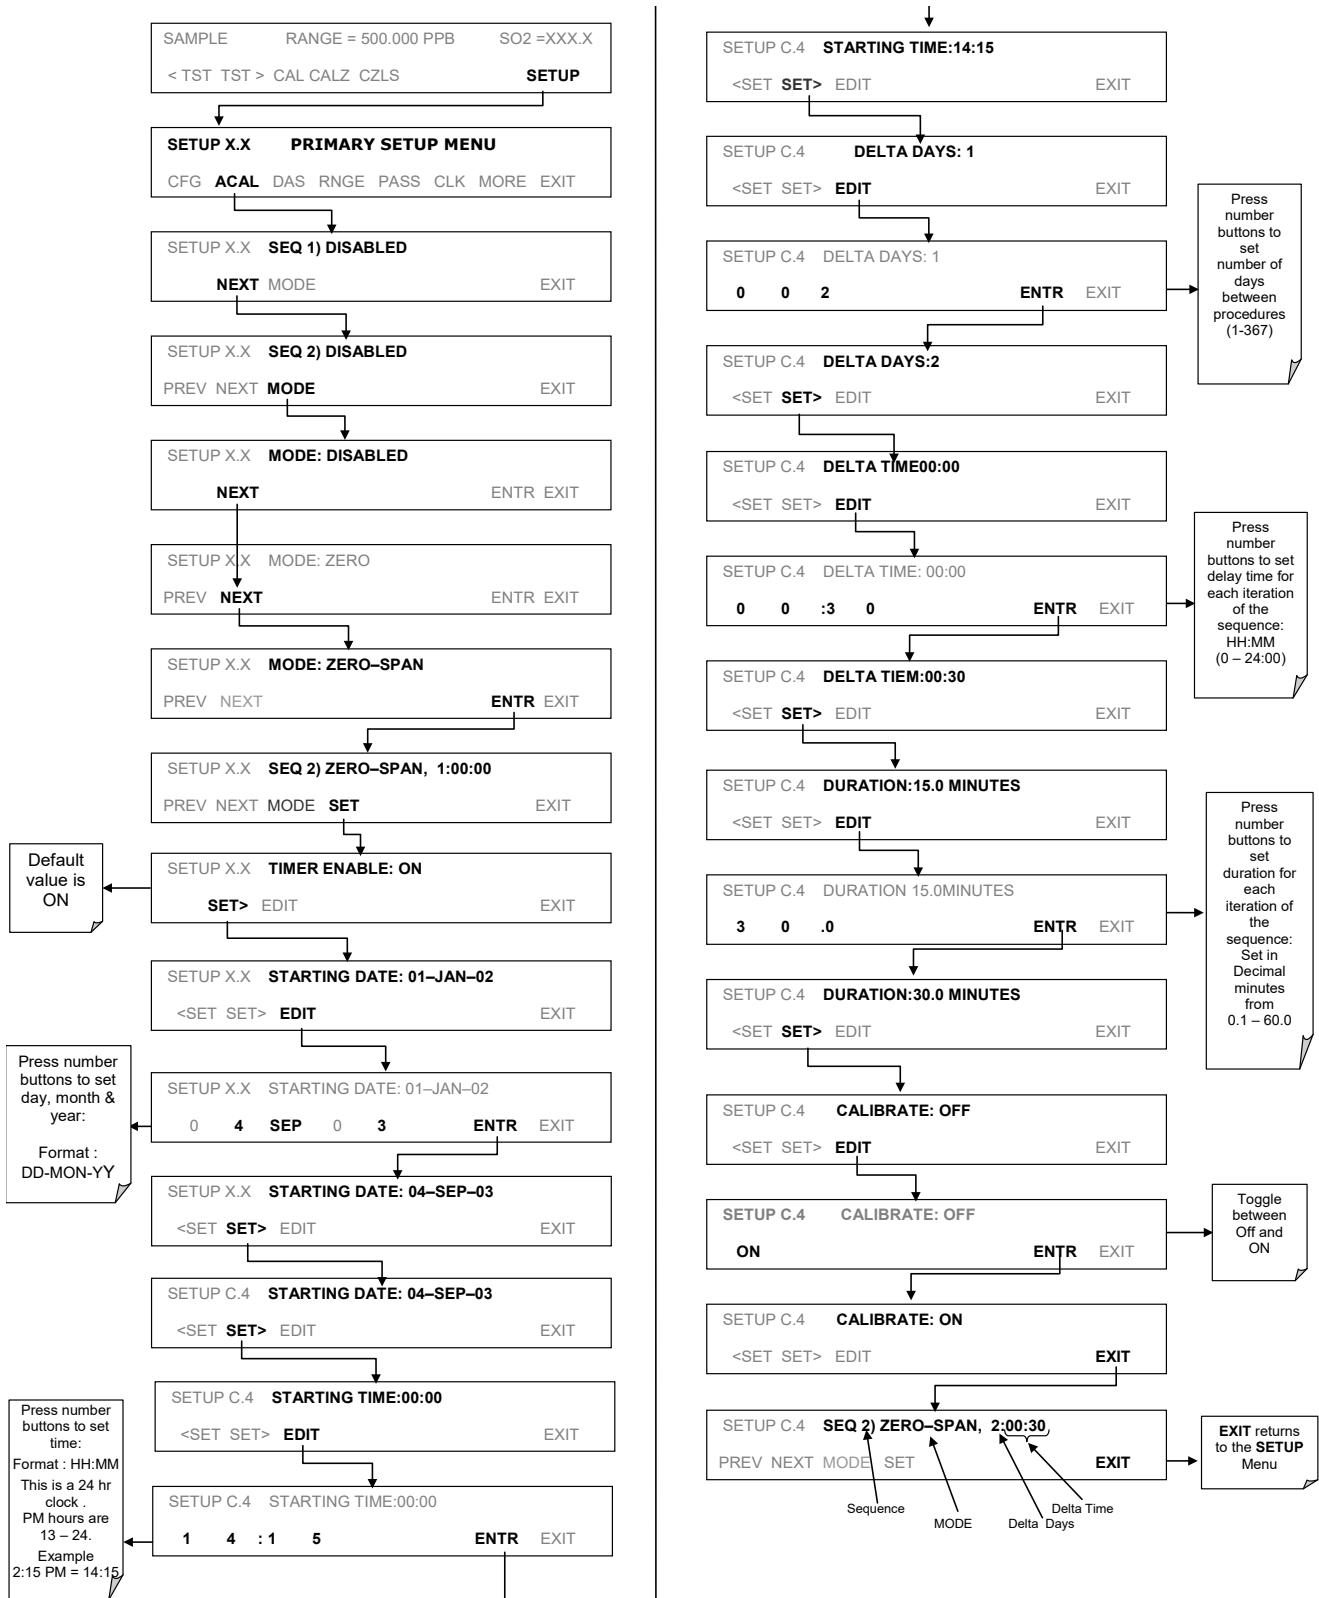 SAMPLE RANGE = 500.000 PPB SO2 =XXX.X
< TST TST > CAL CALZ CZLS SETUP
SETUP X.X PRIMARY SETUP MENU
CFG ACAL DAS RNGE PASS CLK MORE EXIT
SETUP X.X SEQ 1) DISABLED
NEXT MODE EXIT
SETUP X.X SEQ 2) DISABLED
PREV NEXT MODE EXIT
SETUP X.X MODE: DISABLED
NEXT ENTR EXIT
SETUP X.X MODE: ZERO
PREV NEXT ENTR EXIT
SETUP X.X MODE: ZERO–SPAN
PREV NEXT ENTR EXIT
SETUP X.X SEQ 2) ZERO–SPAN, 1:00:00
PREV NEXT MODE SET EXIT
Default
value is
ON
SETUP X.X TIMER ENABLE: ON
SET> EDIT EXIT
SETUP X.X STARTING DATE: 01–JAN–02
<SET SET> EDIT EXIT
Press number
buttons to set
day, month &
year:
Format :
DD-MON-YY
SETUP X.X STARTING DATE: 01–JAN–02
0 4 SEP 0 3 ENTR EXIT
SETUP X.X STARTING DATE: 04–SEP–03
<SET SET> EDIT EXIT
SETUP C.4 STARTING DATE: 04–SEP–03
<SET SET> EDIT EXIT
SETUP C.4 STARTING TIME:00:00
<SET SET> EDIT EXIT
Press number
buttons to set
time:
Format : HH:MM
This is a 24 hr
clock .
PM hours are
13 – 24.
Example
2:15 PM = 14:15
SETUP C.4 STARTING TIME:00:00
1 4 : 1 5 ENTR EXIT
SETUP C.4 STARTING TIME:14:15
<SET SET> EDIT EXIT
SETUP C.4 DELTA DAYS: 1
<SET SET> EDIT EXIT
SETUP C.4 DELTA DAYS: 1
0 0 2 ENTR EXIT
Press
number
buttons to
set
number of
days
between
procedures
(1-367)
SETUP C.4 DELTA DAYS:2
<SET SET> EDIT EXIT
SETUP C.4 DELTA TIME00:00
<SET SET> EDIT EXIT
SETUP C.4 DELTA TIME: 00:00
0 0 :3 0 ENTR EXIT
Press
number
buttons to set
delay time for
each iteration
of the
sequence:
HH:MM
(0 – 24:00)
SETUP C.4 DELTA TIEM:00:30
<SET SET> EDIT EXIT
SETUP C.4 DURATION:15.0 MINUTES
<SET SET> EDIT EXIT
SETUP C.4 DURATION 15.0MINUTES
3 0 .0 ENTR EXIT
Press
number
buttons to
set
duration for
each
iteration of
the
sequence:
Set in
Decimal
minutes
from
0.1 – 60.0
SETUP C.4 DURATION:30.0 MINUTES
<SET SET> EDIT EXIT
SETUP C.4 CALIBRATE: OFF
<SET SET> EDIT EXIT
SETUP C.4 CALIBRATE: OFF
ON ENTR EXIT
Toggle
between
Off and
ON
SETUP C.4 CALIBRATE: ON
<SET SET> EDIT EXIT
SETUP C.4 SEQ 2) ZERO–SPAN, 2:00:30
PREV NEXT MODE SET EXIT
EXIT returns
to the SETUP
Menu
Sequence
MODE
Delta Days
Delta Time